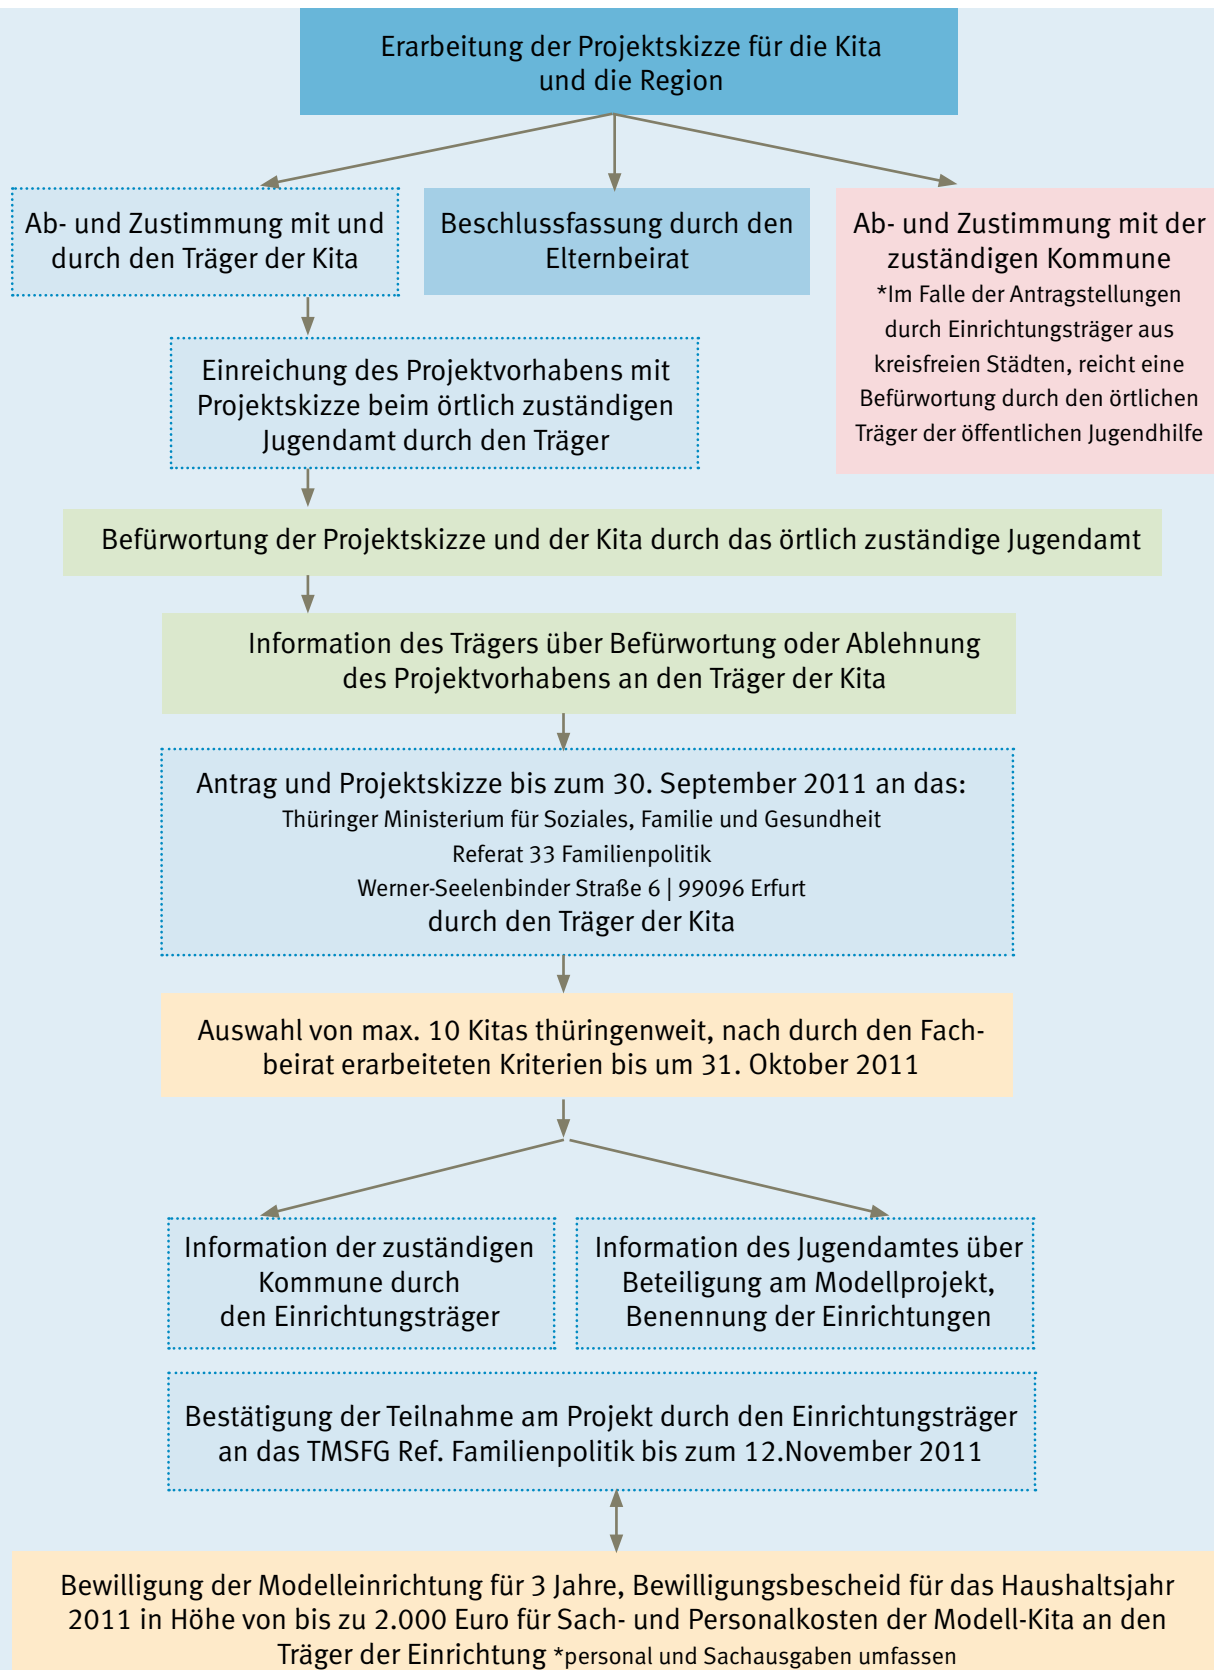 Erarbeitung der Projektskizze für die Kita
und die Region
Ab- und Zustimmung mit und
durch den Träger der Kita
Beschlussfassung durch den
Elternbeirat
Ab- und Zustimmung mit der
zuständigen Kommune
*Im Falle der Antragstellungen
durch Einrichtungsträger aus
kreisfreien Städten, reicht eine
Befürwortung durch den örtlichen
Träger der öffentlichen Jugendhilfe
Einreichung des Projektvorhabens mit
Projektskizze beim örtlich zuständigen
Jugendamt durch den Träger
Befürwortung der Projektskizze und der Kita durch das örtlich zuständige Jugendamt
Information des Trägers über Befürwortung oder Ablehnung
des Projektvorhabens an den Träger der Kita
Antrag und Projektskizze bis zum 30. September 2011 an das:
Thüringer Ministerium für Soziales, Familie und Gesundheit
Referat 33 Familienpolitik
Werner-Seelenbinder Straße 6 | 99096 Erfurt
durch den Träger der Kita
Auswahl von max. 10 Kitas thüringenweit, nach durch den Fach-
beirat erarbeiteten Kriterien bis um 31. Oktober 2011
Information der zuständigen
Kommune durch
den Einrichtungsträger
Information des Jugendamtes über
Beteiligung am Modellprojekt,
Benennung der Einrichtungen
Bestätigung der Teilnahme am Projekt durch den Einrichtungsträger
an das TMSFG Ref. Familienpolitik bis zum 12.November 2011
Bewilligung der Modelleinrichtung für 3 Jahre, Bewilligungsbescheid für das Haushaltsjahr
2011 in Höhe von bis zu 2.000 Euro für Sach- und Personalkosten der Modell-Kita an den
Träger der Einrichtung *personal und Sachausgaben umfassen